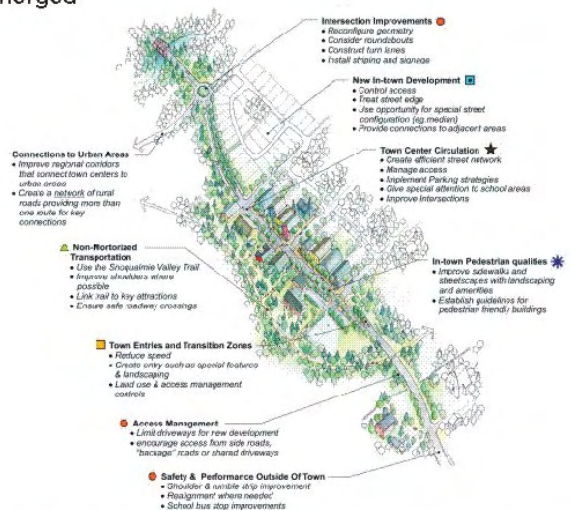 merged
Intersection Improvements
• Reconfigure geometry
• Consider roundabouts
• Construct turn lanes
• Install striping and signage
New In-town Development
• Control access
• Treat street edge
• Use opportunity for special street
configuration (eg.median)
• Provide connections to adjacent areas
Connections to Urban Areas
• Improve regional corridors
that connect town centers to
urban areas
• Create a network of rural
roads providing more than
one route for key
connections
Town Center Circulation
• Create efficient street network
• Manage access
• Implement Parking strategies
• Give special attention to school areas
• Improve Intersections
Non-Mortorized
Transportation
• Use the Snoqualmie Valley Trail
• Improve shoulders where
possible
• Link trail to key attractions
• Ensure safe roadway crossings
In-town Pedestrian qualities
• Improve sidewalks and
streetscapes with landscaping
and amenities
• Establish guidelines for
pedestrian friendly buildings
Town Entries and Transition Zones
• Reduce speed
• Create entry such as special features
& landscaping
• Land use & access management
controls
Access Management
• Limit driveways for new development
• encourage access from side roads,
"backage" roads or shared driveways
Safety & Performance Outside Of Town
• Shoulder & rumble strip improvement
• Realignment where needed
• School bus stop improvements